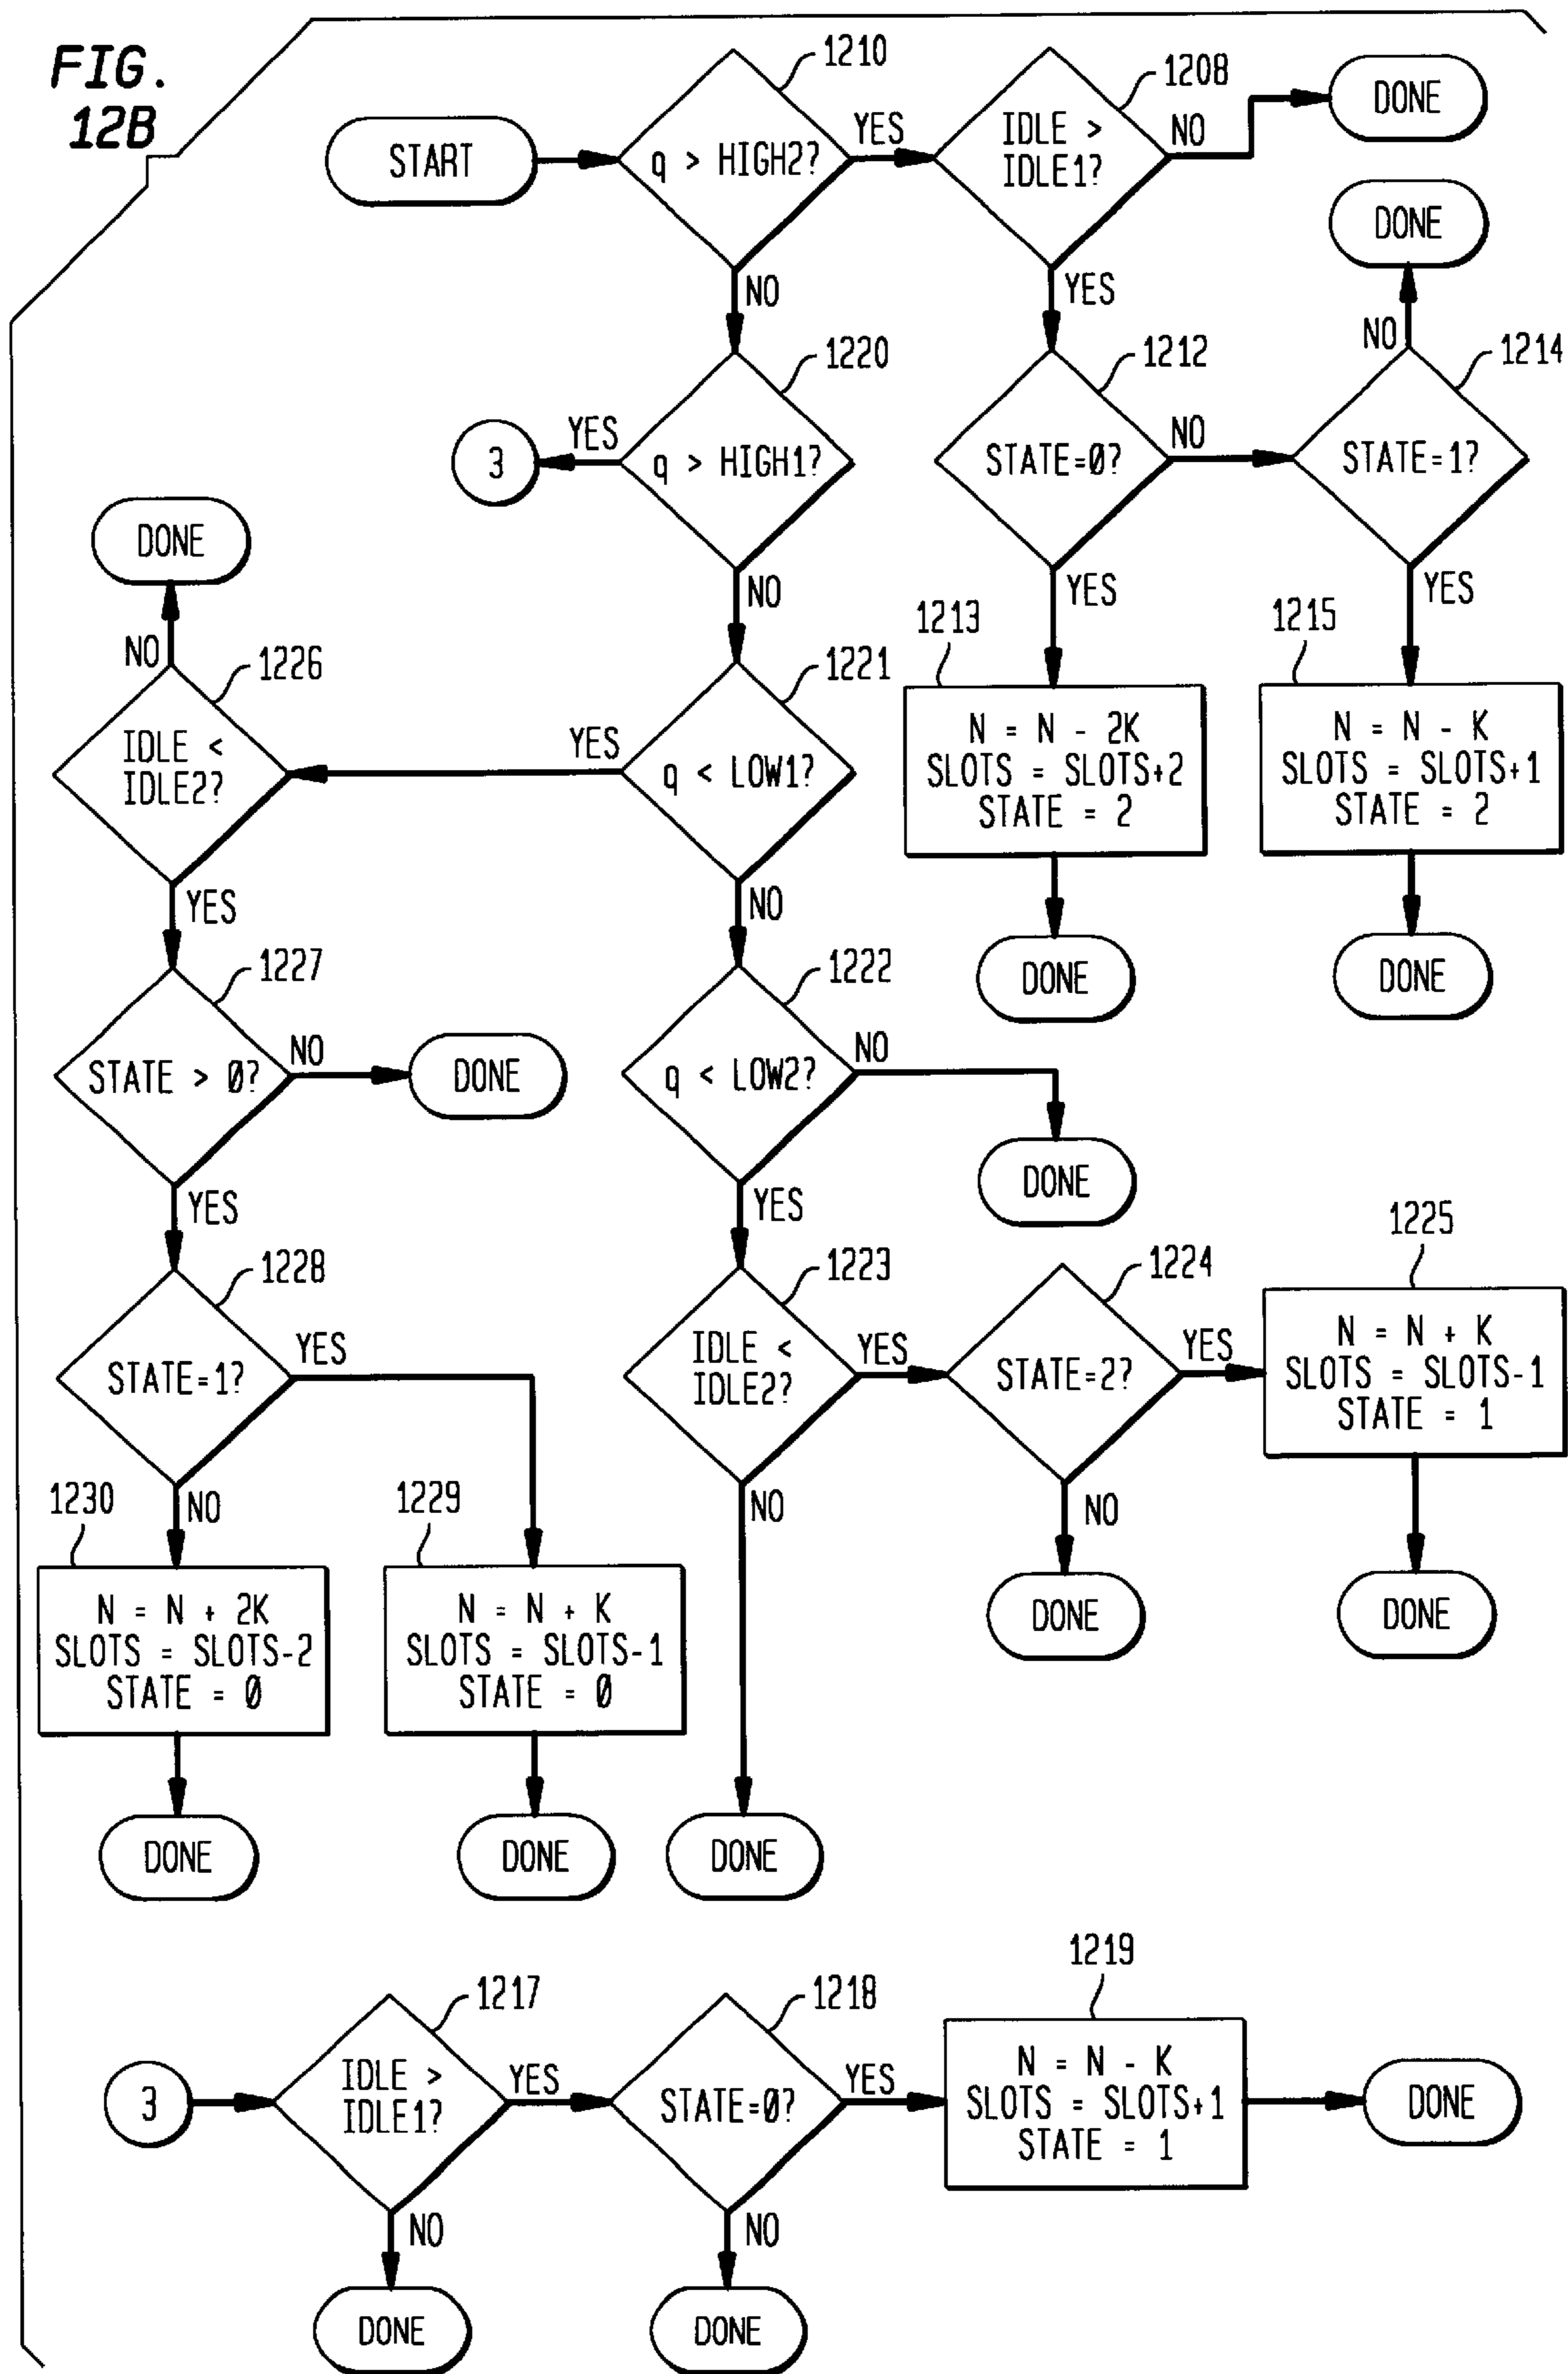 FIG.
12B
START
1210
q > HIGH2?
YES
NO
1208
IDLE >
IDLE1?
NO
YES
DONE
DONE
1220
q > HIGH1?
YES
3
NO
1212
STATE=Ø?
NO
YES
1214
STATE=1?
NO
YES
1213
N = N - 2K
SLOTS = SLOTS+2
STATE = 2
DONE
1215
N = N - K
SLOTS = SLOTS+1
STATE = 2
DONE
DONE
NO
1226
IDLE <
IDLE2?
YES
1221
q < LOW1?
YES
NO
1227
STATE > Ø?
NO
DONE
YES
1222
q < LOW2?
NO
DONE
YES
1228
STATE=1?
YES
NO
1223
IDLE <
IDLE2?
YES
NO
1224
STATE=2?
YES
NO
DONE
1225
N = N + K
SLOTS = SLOTS-1
STATE = 1
DONE
1230
N = N + 2K
SLOTS = SLOTS-2
STATE = Ø
DONE
1229
N = N + K
SLOTS = SLOTS-1
STATE = Ø
DONE
DONE
3
1217
IDLE >
IDLE1?
YES
NO
DONE
1218
STATE=Ø?
YES
NO
DONE
1219
N = N - K
SLOTS = SLOTS+1
STATE = 1
DONE